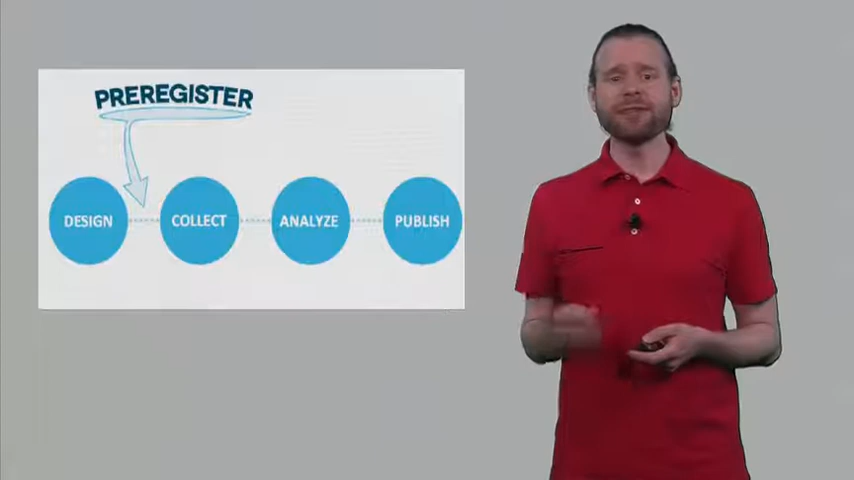 PREREGISTER
DESIGN
COLLECT
ANALYZE
PUBLISH